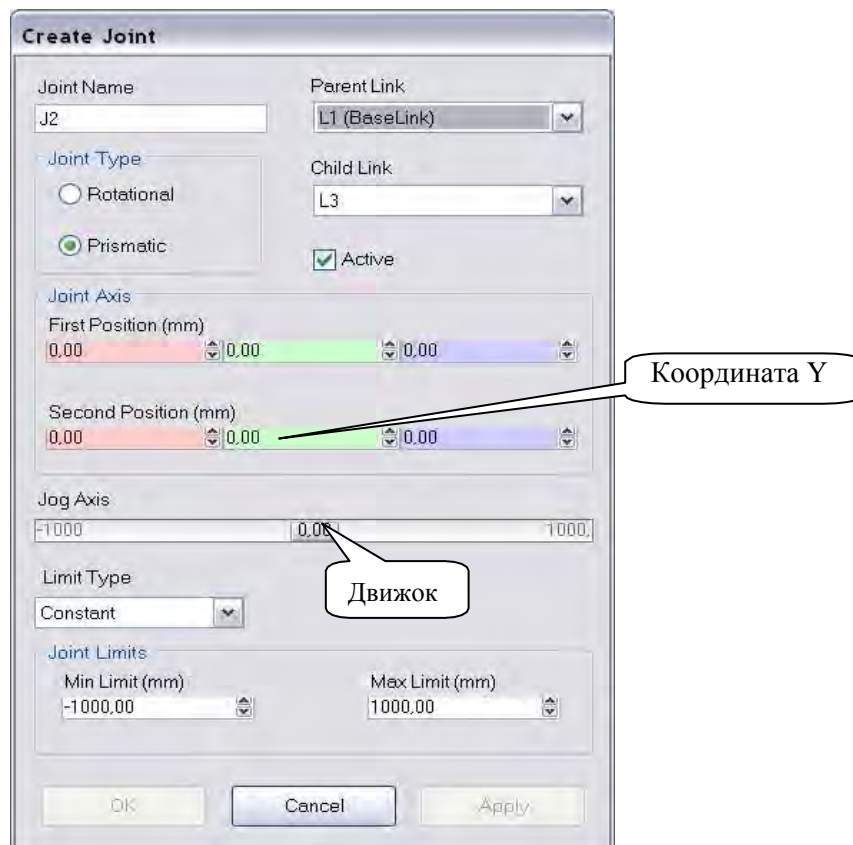 Create Joint
Joint Name
Parent Link
J2
L1 (BaseLink)
Joint Type
Child Link
Rotational
L3
Prismatic
Active
Joint Axis
First Position (mm)
0,00 0,00 0,00
Координата Y
Second Position (mm)
0,00 0,00 0,00
Jog Axis
-1000 0,00 1000,
Движок
Limit Type
Constant
Joint Limits
Min Limit (mm) Max Limit (mm)
-1000,00 1000,00
OK Cancel Apply